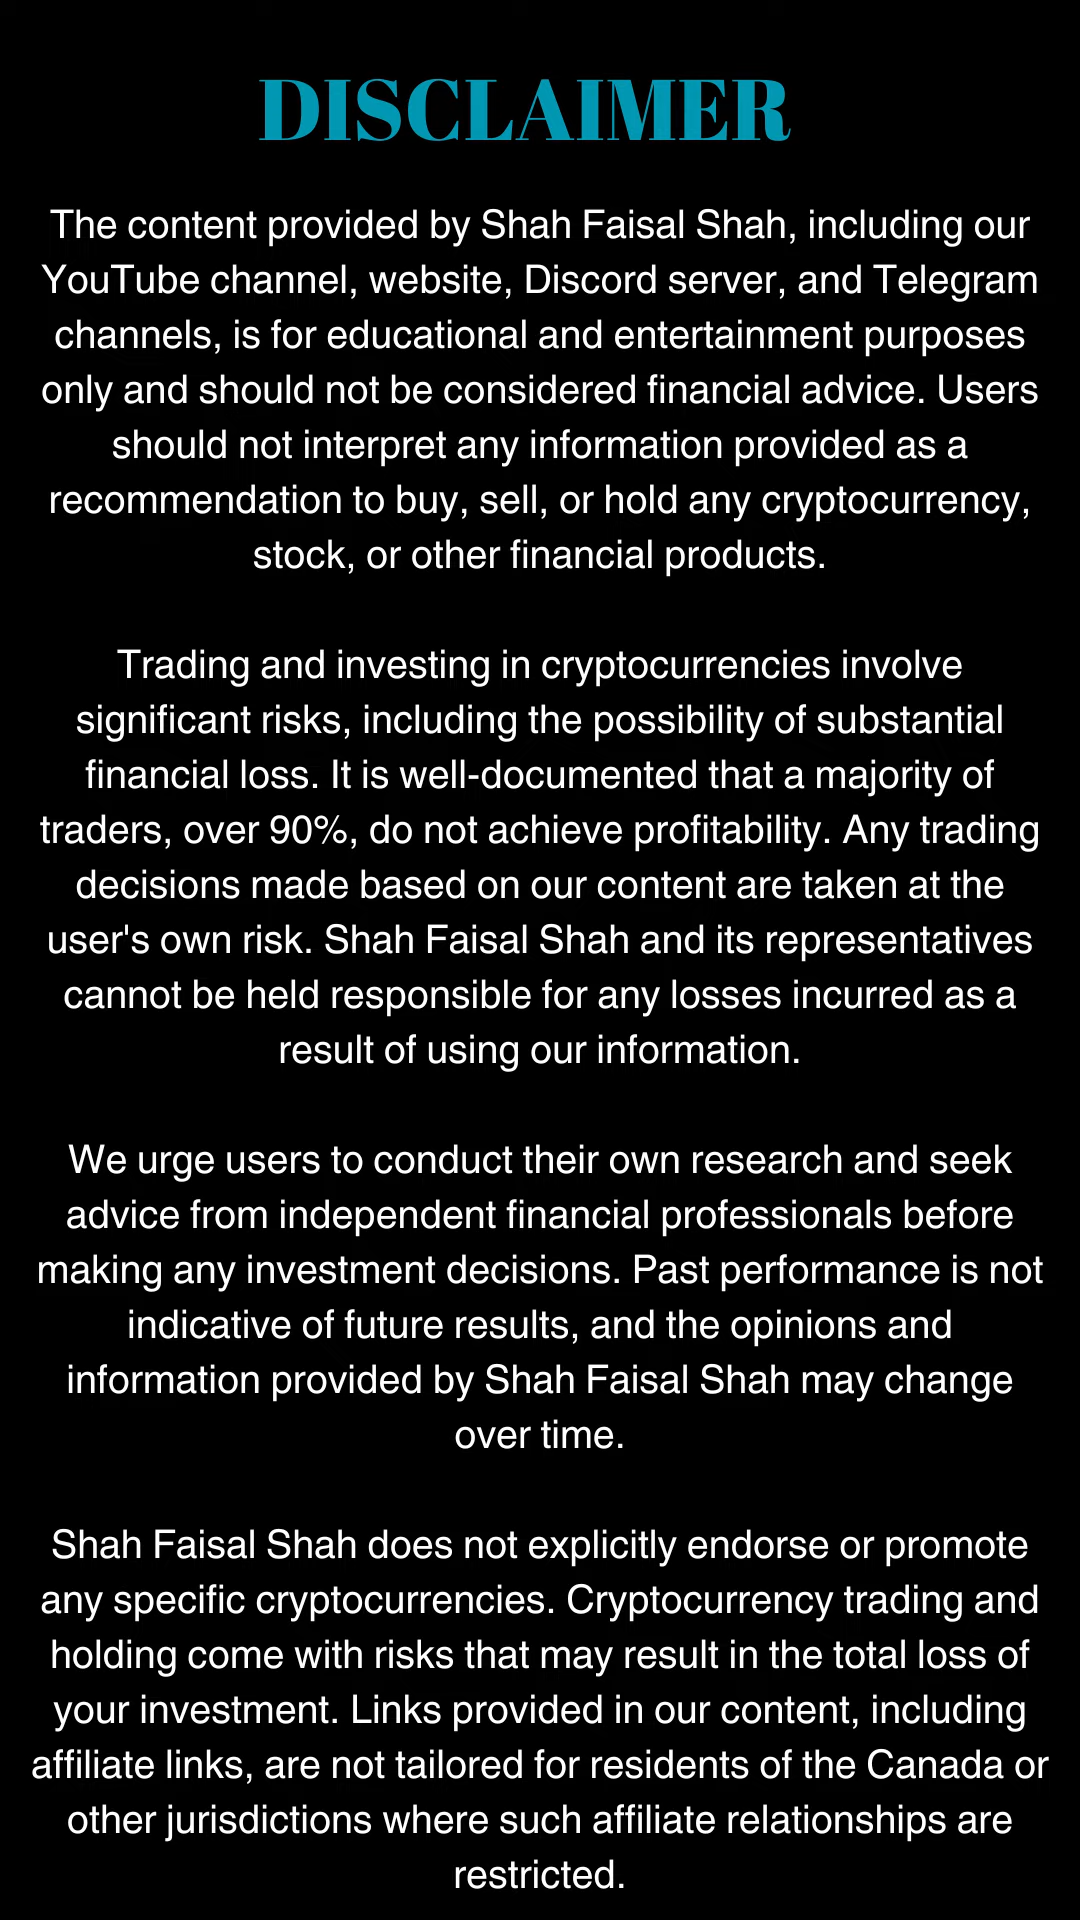 DISCLAIMER
The content provided by Shah Faisal Shah, including our
YouTube channel, website, Discord server, and Telegram
channels, is for educational and entertainment purposes
only and should not be considered financial advice. Users
should not interpret any information provided as a
recommendation to buy, sell, or hold any cryptocurrency,
stock, or other financial products.
Trading and investing in cryptocurrencies involve
significant risks, including the possibility of substantial
financial loss. It is well-documented that a majority of
traders, over 90%, do not achieve profitability. Any trading
decisions made based on our content are taken at the
user's own risk. Shah Faisal Shah and its representatives
cannot be held responsible for any losses incurred as a
result of using our information.
We urge users to conduct their own research and seek
advice from independent financial professionals before
making any investment decisions. Past performance is not
indicative of future results, and the opinions and
information provided by Shah Faisal Shah may change
over time.
Shah Faisal Shah does not explicitly endorse or promote
any specific cryptocurrencies. Cryptocurrency trading and
holding come with risks that may result in the total loss of
your investment. Links provided in our content, including
affiliate links, are not tailored for residents of the Canada or
other jurisdictions where such affiliate relationships are
restricted.